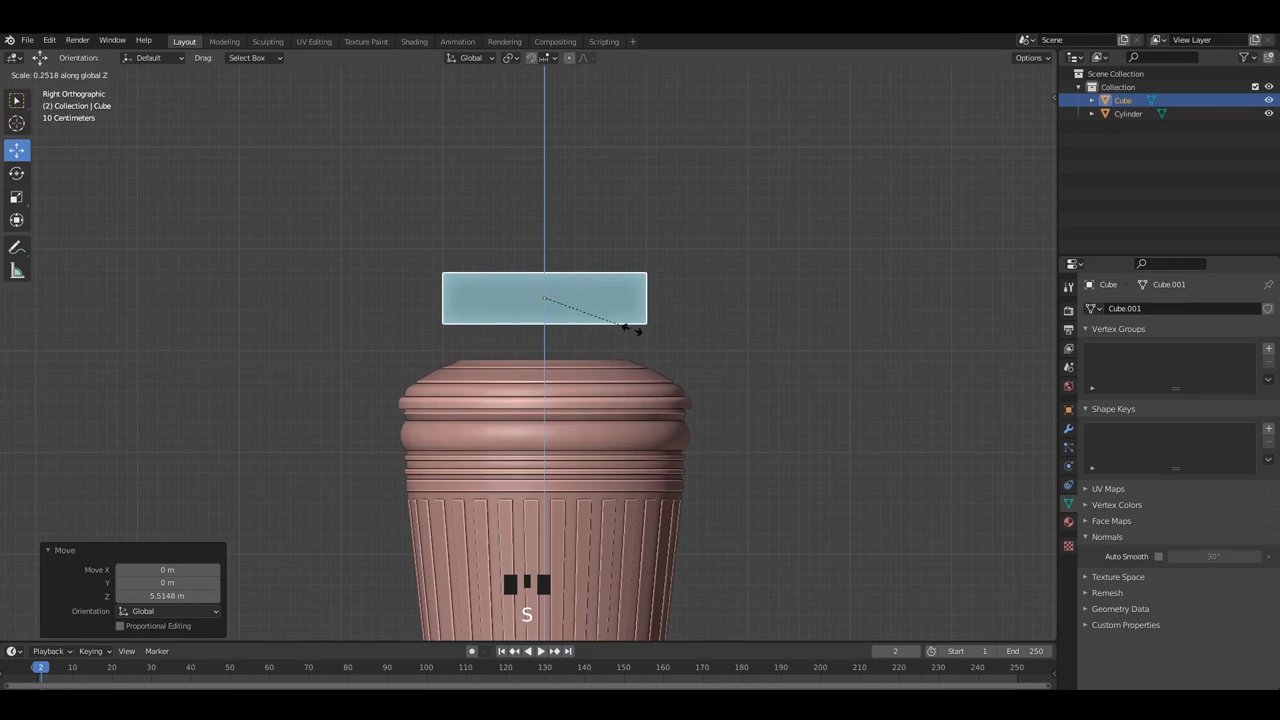 File Edit Render Window Help Layout Modeling Sculpting UV Editing Texture Paint Shading Animation Rendering Compositing Scripting + Scene View Layer
Orientation: Default Drag: Select Box Global Options
Scale: 0.2518 along global Z
Right Orthographic
(2) Collection | Cube
10 Centimeters
Scene Collection
Collection
Cube
Cylinder
Cube Cube.001
Cube.001
Vertex Groups
Shape Keys
UV Maps
Vertex Colors
Face Maps
Normals
Auto Smooth 30°
Texture Space
Remesh
Geometry Data
Custom Properties
Move
Move X 0 m
Y 0 m
Z 5.5148 m
Orientation Global
Proportional Editing
S
Playback Keying View Marker 2 Start 1 End 250
2 10 20 30 40 50 60 70 80 90 100 110 120 130 140 150 160 170 180 190 200 210 220 230 240 250